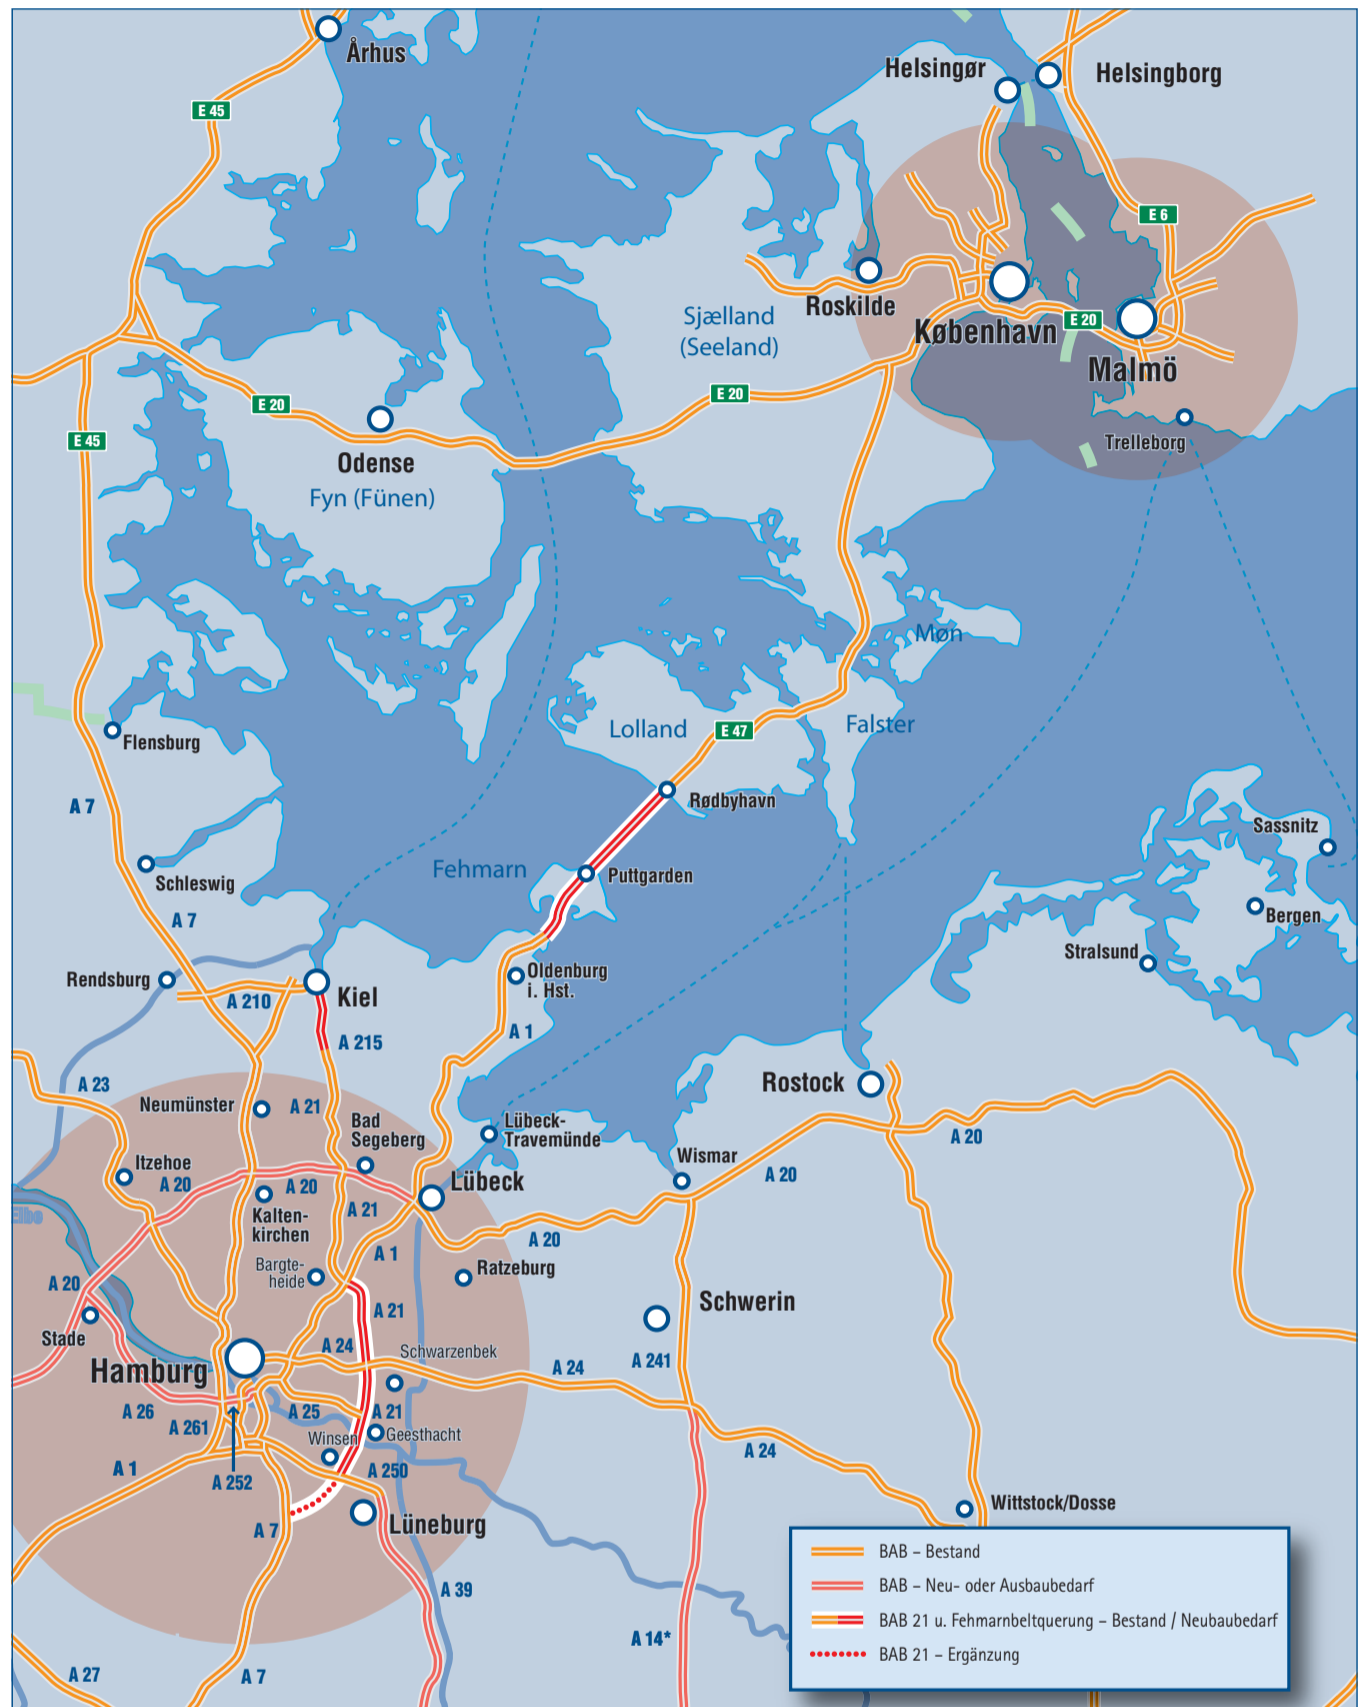 Århus
Helsingør
Helsingborg
E 45
E 6
Roskilde
Sjælland
(Seeland)
København
E 20
Malmö
E 20
E 20
E 45
Trelleborg
Odense
Fyn (Fünen)
Møn
Lolland
E 47
Falster
Flensburg
Rødbyhavn
A 7
Sassnitz
Fehmarn
Puttgarden
Schleswig
A 7
Bergen
Stralsund
Rendsburg
Oldenburg
i. Hst.
A 210
Kiel
A 1
A 215
A 23
Rostock
Neumünster
A 21
Bad
Segeberg
Lübeck-
Travemünde
A 20
Wismar
Itzehoe
A 20
A 20
A 20
Lübeck
Elbe
Kalten-
kirchen
A 21
A 20
A 1
Bargte-
heide
Ratzeburg
A 20
A 21
Schwerin
Stade
A 24
Schwarzenbek
A 241
Hamburg
A 24
A 26
A 25
A 21
A 261
Winsen
Geesthacht
A 24
A 1
A 252
A 250
Wittstock/Dosse
A 7
Lüneburg
BAB – Bestand
BAB – Neu- oder Ausbaubedarf
A 39
BAB 21 u. Fehmarnbeltquerung – Bestand / Neubaubedarf
A 14*
BAB 21 – Ergänzung
A 27
A 7